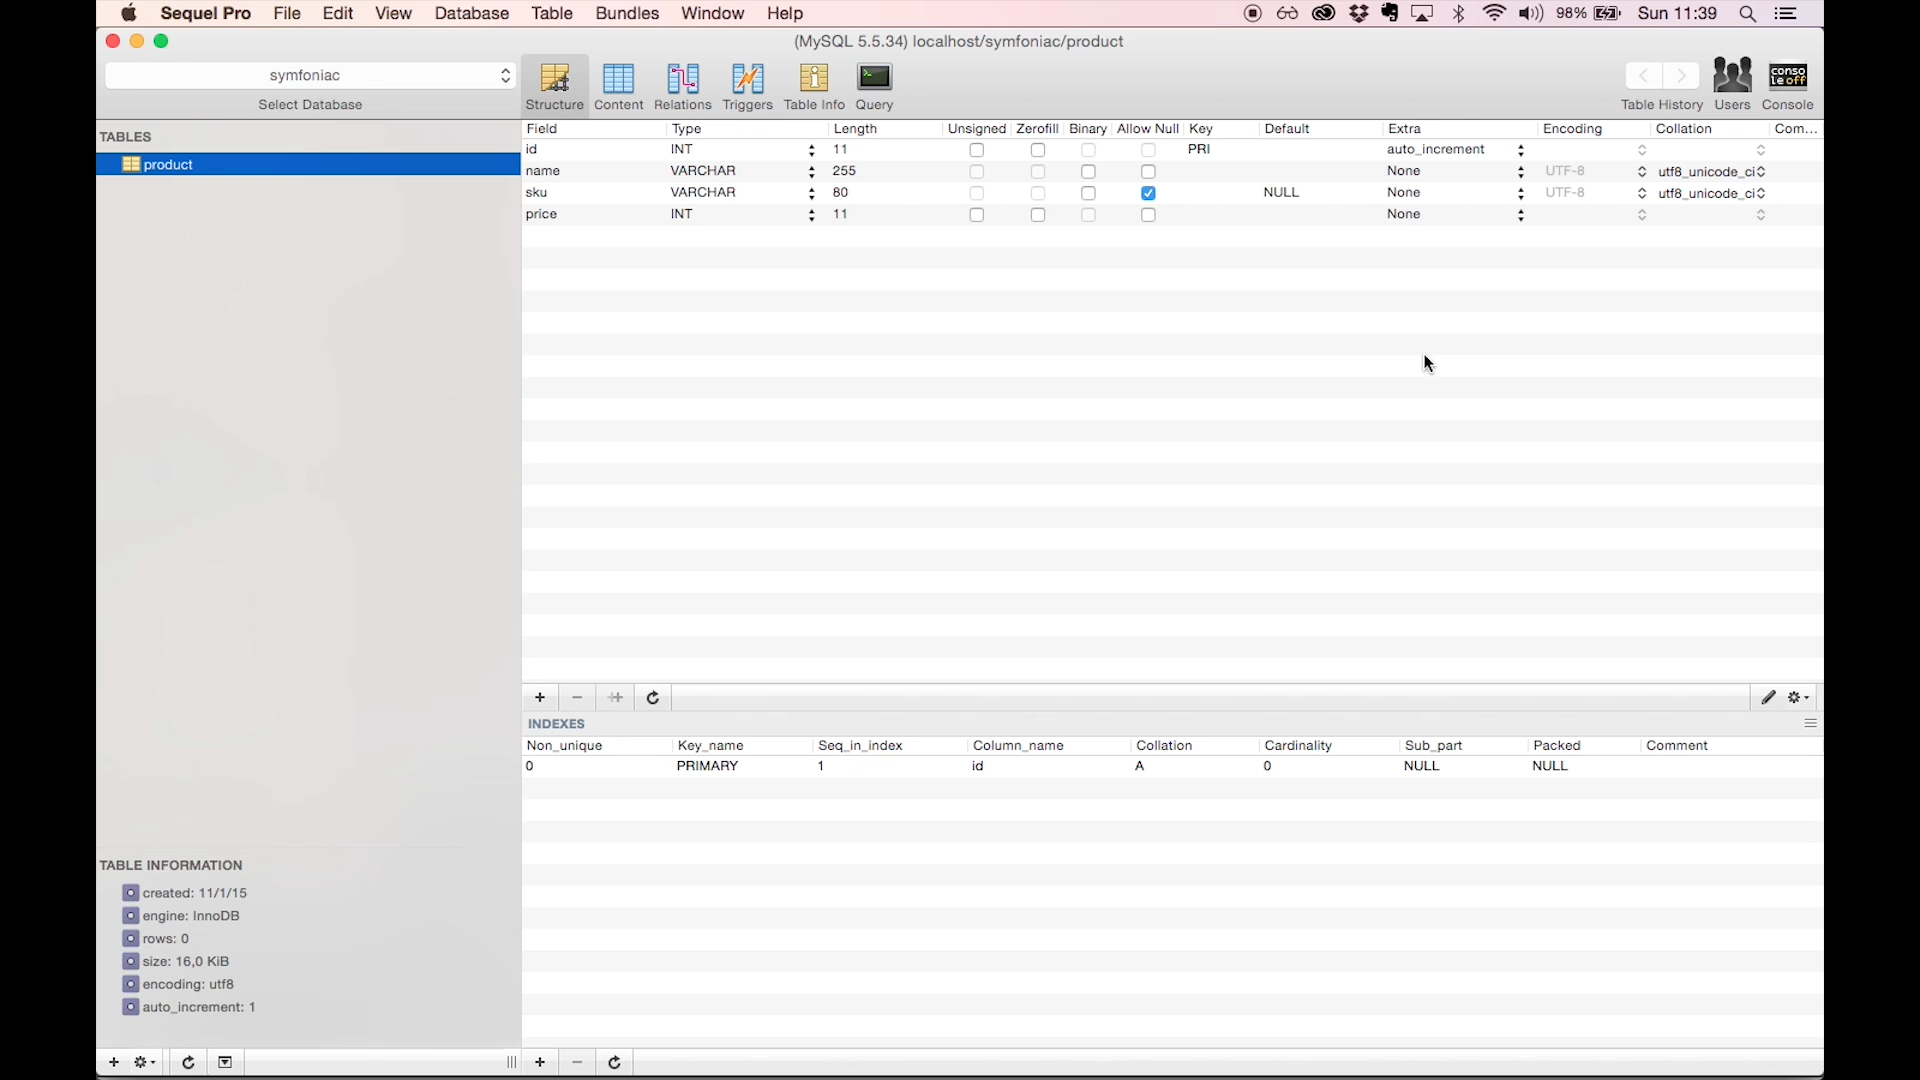 Sequel Pro File Edit View Database Table Bundles Window Help 98% Sun 11:39
(MySQL 5.5.34) localhost/symfoniac/product
symfoniac
Select Database
Structure Content Relations Triggers Table Info Query
Table History Users Console
conso
le off
TABLES
product
Field Type Length Unsigned Zerofill Binary Allow Null Key Default Extra Encoding Collation Com...
id INT 11 PRI auto_increment
name VARCHAR 255 None UTF-8 utf8_unicode_ci
sku VARCHAR 80 NULL None UTF-8 utf8_unicode_ci
price INT 11 None
INDEXES
Non_unique Key_name Seq_in_index Column_name Collation Cardinality Sub_part Packed Comment
0 PRIMARY 1 id A 0 NULL NULL
TABLE INFORMATION
created: 11/1/15
engine: InnoDB
rows: 0
size: 16,0 KiB
encoding: utf8
auto_increment: 1